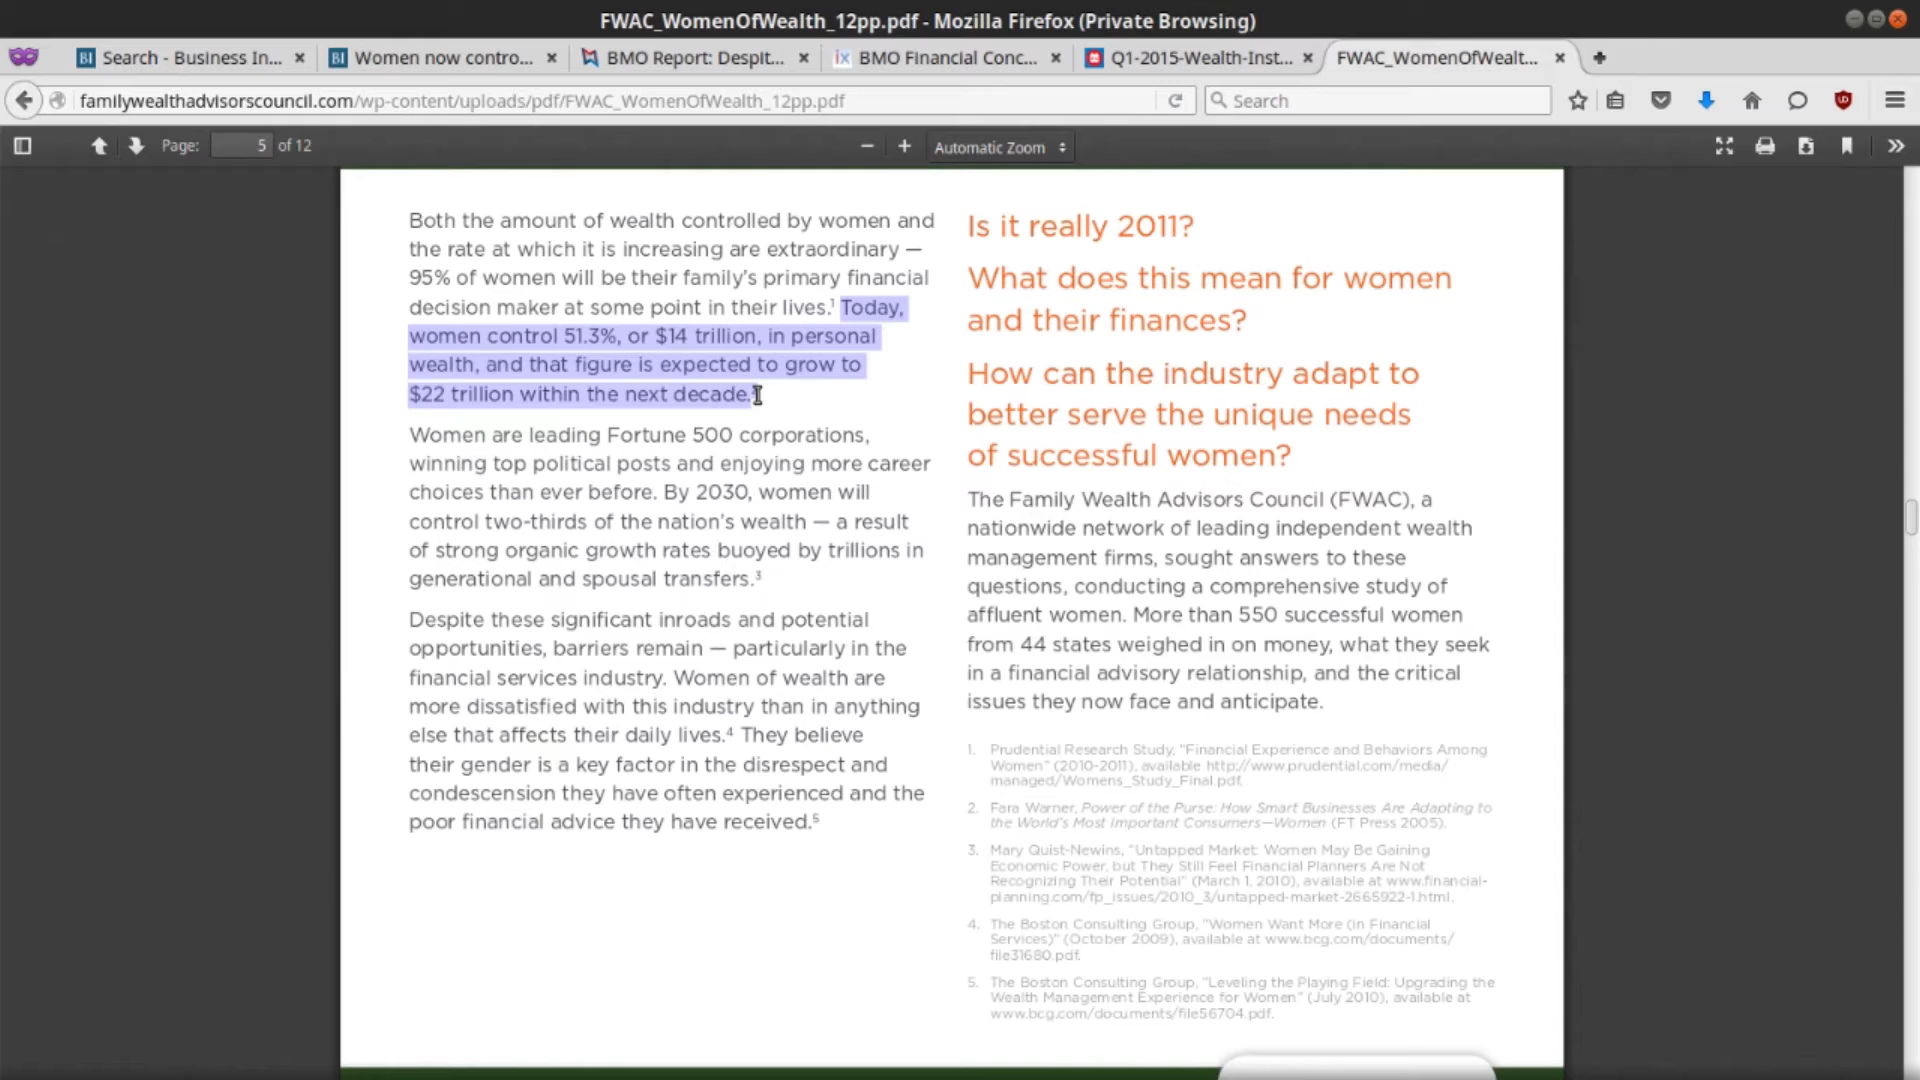 FWAC_WomenOfWealth_12pp.pdf - Mozilla Firefox (Private Browsing)
Search - Business In...
Women now contro...
BMO Report: Despit...
BMO Financial Conc...
Q1-2015-Wealth-Inst...
FWAC_WomenOfWealt...
familywealthadvisorscouncil.com/wp-content/uploads/pdf/FWAC_WomenOfWealth_12pp.pdf
Search
Page: 5 of 12
Automatic Zoom
Both the amount of wealth controlled by women and
the rate at which it is increasing are extraordinary —
95% of women will be their family's primary financial
decision maker at some point in their lives.¹ Today,
women control 51.3%, or $14 trillion, in personal
wealth, and that figure is expected to grow to
$22 trillion within the next decade.
Women are leading Fortune 500 corporations,
winning top political posts and enjoying more career
choices than ever before. By 2030, women will
control two-thirds of the nation's wealth — a result
of strong organic growth rates buoyed by trillions in
generational and spousal transfers.³
Despite these significant inroads and potential
opportunities, barriers remain — particularly in the
financial services industry. Women of wealth are
more dissatisfied with this industry than in anything
else that affects their daily lives.⁴ They believe
their gender is a key factor in the disrespect and
condescension they have often experienced and the
poor financial advice they have received.⁵
Is it really 2011?
What does this mean for women
and their finances?
How can the industry adapt to
better serve the unique needs
of successful women?
The Family Wealth Advisors Council (FWAC), a
nationwide network of leading independent wealth
management firms, sought answers to these
questions, conducting a comprehensive study of
affluent women. More than 550 successful women
from 44 states weighed in on money, what they seek
in a financial advisory relationship, and the critical
issues they now face and anticipate.
1. Prudential Research Study, "Financial Experience and Behaviors Among
Women" (2010-2011), available http://www.prudential.com/media/
managed/Womens_Study_Final.pdf.
2. Fara Warner, Power of the Purse: How Smart Businesses Are Adapting to
the World's Most Important Consumers—Women (FT Press 2005).
3. Mary Quist-Newins, "Untapped Market: Women May Be Gaining
Economic Power, but They Still Feel Financial Planners Are Not
Recognizing Their Potential" (March 1, 2010), available at www.financial-
planning.com/fp_issues/2010_3/untapped-market-2665922-1.html.
4. The Boston Consulting Group, "Women Want More (in Financial
Services)" (October 2009), available at www.bcg.com/documents/
file31680.pdf.
5. The Boston Consulting Group, "Leveling the Playing Field: Upgrading the
Wealth Management Experience for Women" (July 2010), available at
www.bcg.com/documents/file56704.pdf.